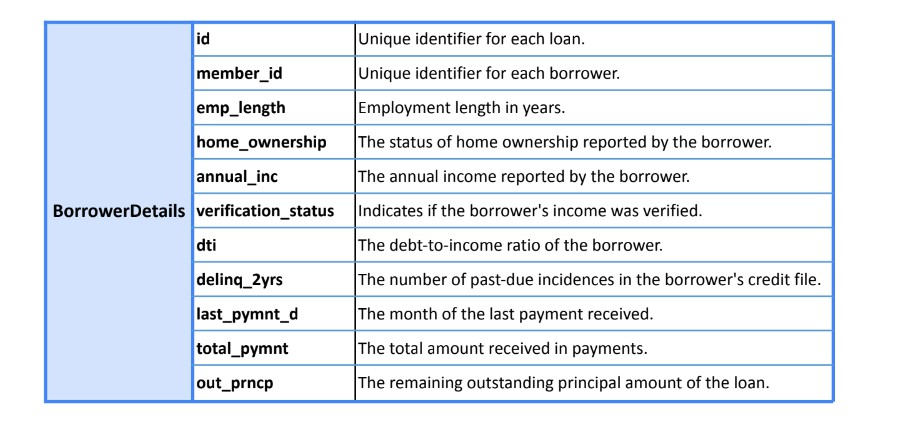 id Unique identifier for each loan.
member_id Unique identifier for each borrower.
emp_length Employment length in years.
home_ownership The status of home ownership reported by the borrower.
annual_inc The annual income reported by the borrower.
BorrowerDetails verification_status Indicates if the borrower's income was verified.
dti The debt-to-income ratio of the borrower.
delinq_2yrs The number of past-due incidences in the borrower's credit file.
last_pymnt_d The month of the last payment received.
total_pymnt The total amount received in payments.
out_prncp The remaining outstanding principal amount of the loan.